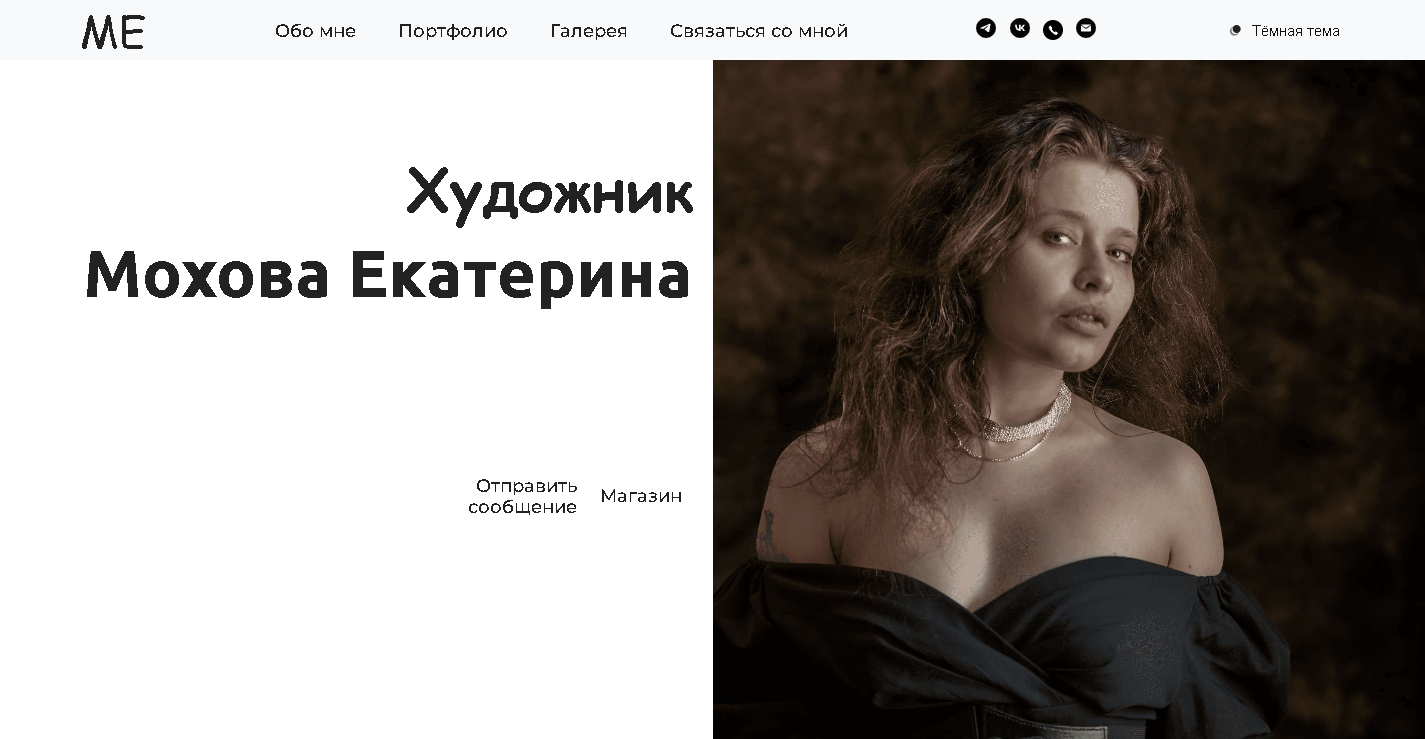 ME
Обо мне
Портфолио
Галерея
Связаться со мной
Тёмная тема
Художник
Мохова Екатерина
Отправить
сообщение
Магазин